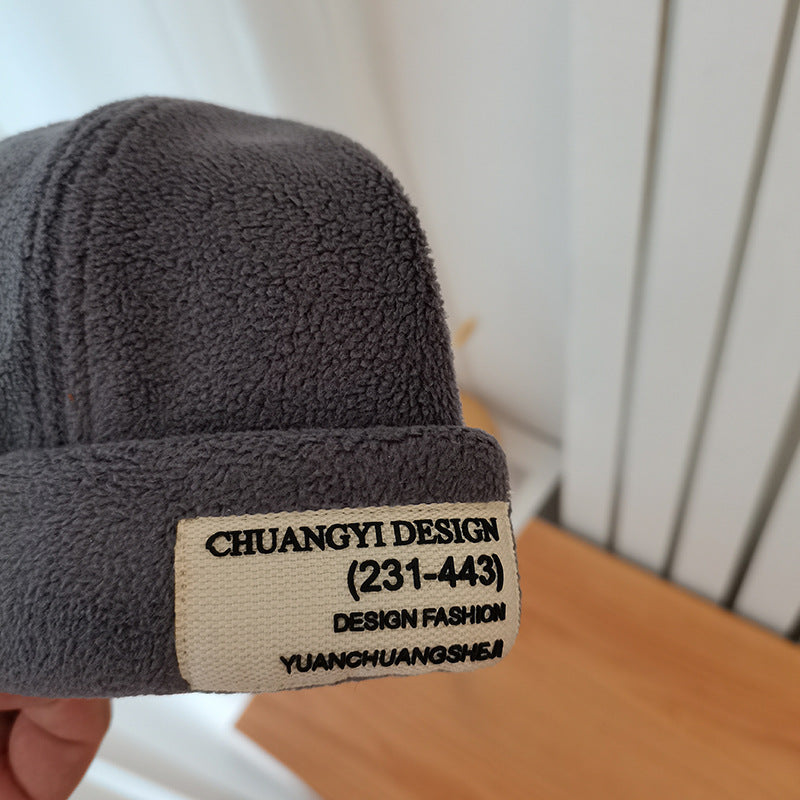 CHUANGYI DESIGN
(231-443)
DESIGN FASHION
YUANCHUANGSHEJI